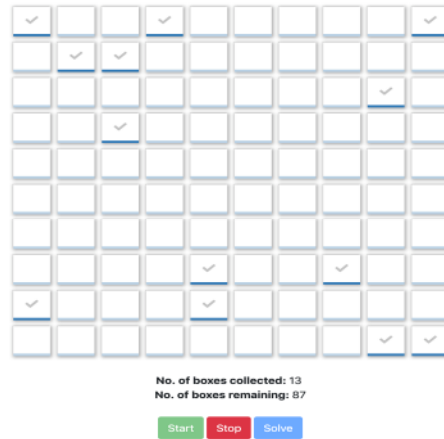 No. of boxes collected: 13
No. of boxes remaining: 87
Start Stop Solve